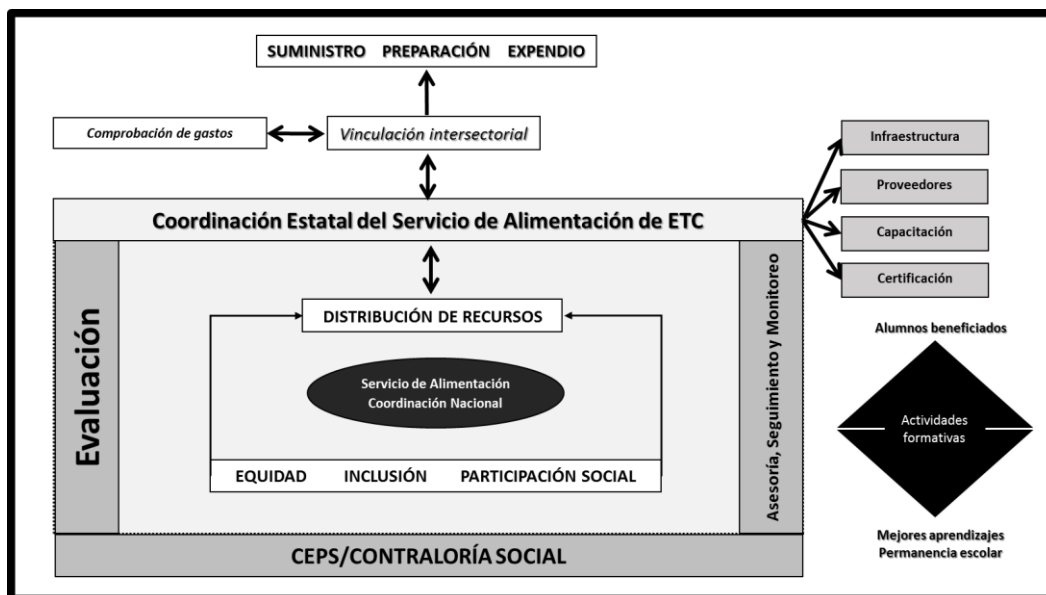 SUMINISTRO PREPARACIÓN EXPENDIO
Comprobación de gastos
Vinculación intersectorial
Infraestructura
Proveedores
Capacitación
Certificación
Coordinación Estatal del Servicio de Alimentación de ETC
Evaluación
DISTRIBUCIÓN DE RECURSOS
Servicio de Alimentación
Coordinación Nacional
EQUIDAD INCLUSIÓN PARTICIPACIÓN SOCIAL
Asesoría, Seguimiento y Monitoreo
CEPS/CONTRALORÍA SOCIAL
Alumnos beneficiados
Actividades
formativas
Mejores aprendizajes
Permanencia escolar